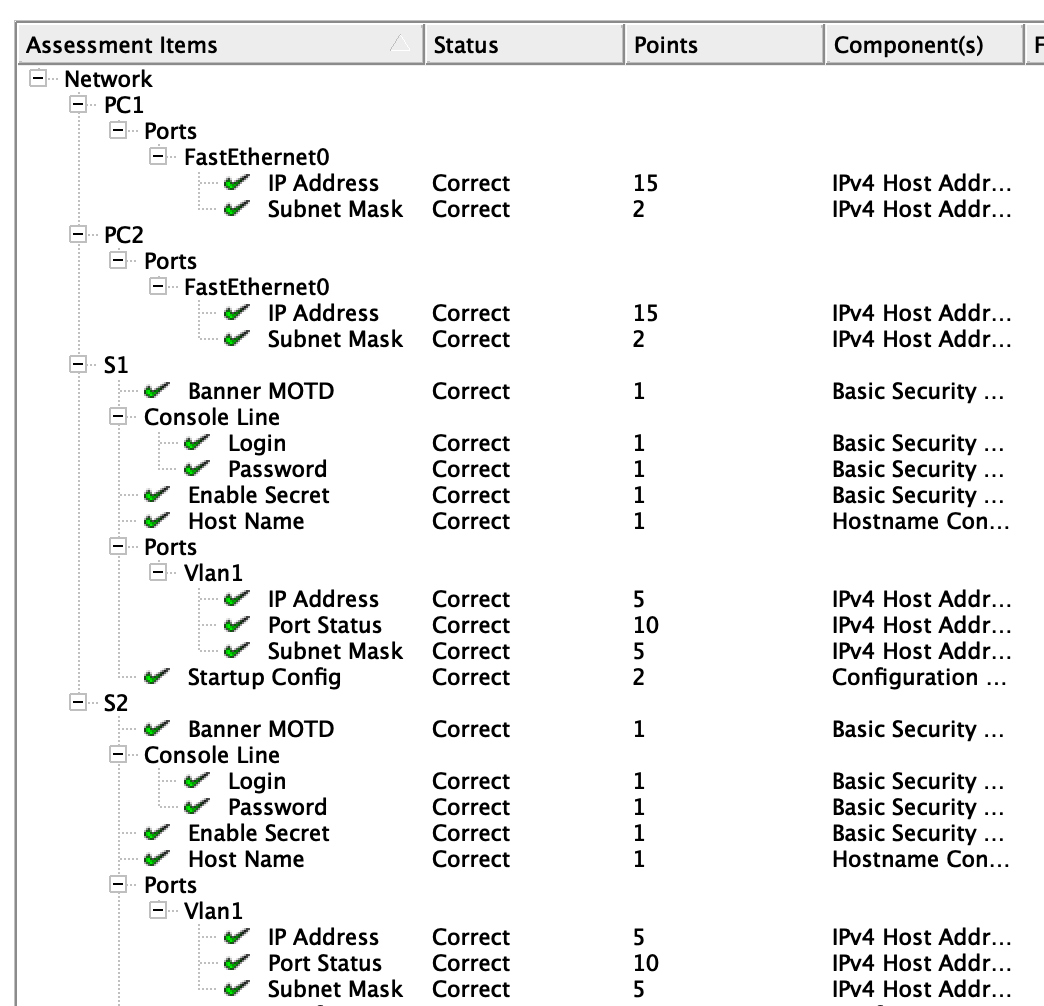 Assessment Items Status Points Component(s) F
Network
PC1
Ports
FastEthernet0
IP Address Correct 15 IPv4 Host Addr...
Subnet Mask Correct 2 IPv4 Host Addr...
PC2
Ports
FastEthernet0
IP Address Correct 15 IPv4 Host Addr...
Subnet Mask Correct 2 IPv4 Host Addr...
S1
Banner MOTD Correct 1 Basic Security ...
Console Line
Login Correct 1 Basic Security ...
Password Correct 1 Basic Security ...
Enable Secret Correct 1 Basic Security ...
Host Name Correct 1 Hostname Con...
Ports
Vlan1
IP Address Correct 5 IPv4 Host Addr...
Port Status Correct 10 IPv4 Host Addr...
Subnet Mask Correct 5 IPv4 Host Addr...
Startup Config Correct 2 Configuration ...
S2
Banner MOTD Correct 1 Basic Security ...
Console Line
Login Correct 1 Basic Security ...
Password Correct 1 Basic Security ...
Enable Secret Correct 1 Basic Security ...
Host Name Correct 1 Hostname Con...
Ports
Vlan1
IP Address Correct 5 IPv4 Host Addr...
Port Status Correct 10 IPv4 Host Addr...
Subnet Mask Correct 5 IPv4 Host Addr...